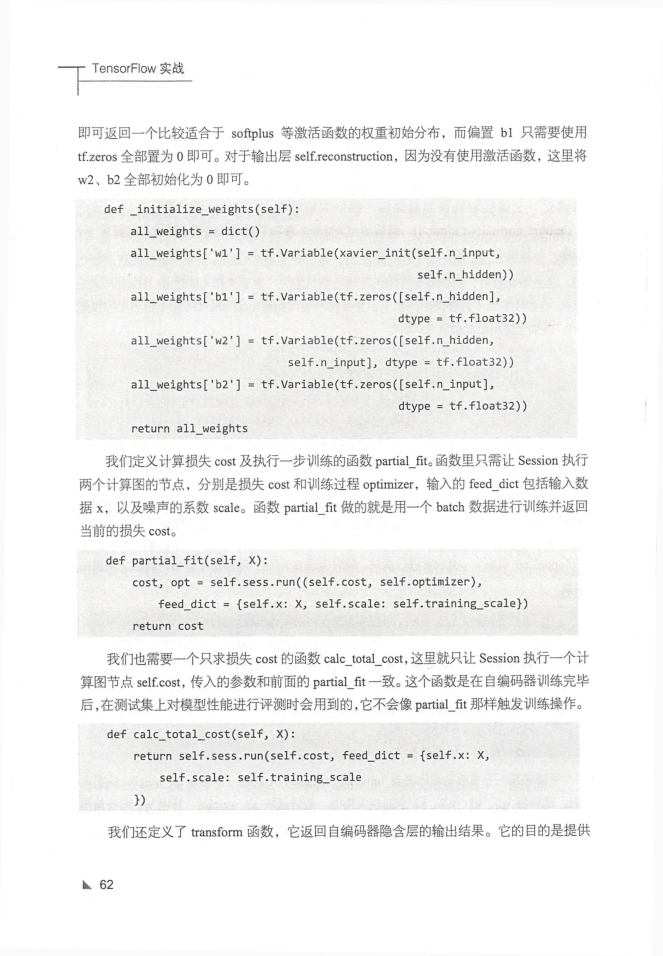 TensorFlow 实战
即可返回一个比较适合于 softplus 等激活函数的权重初始分布，而偏置 b1 只需要使用
tf.zeros 全部置为 0 即可。对于输出层 self.reconstruction，因为没有使用激活函数，这里将
w2、b2 全部初始化为 0 即可。
def _initialize_weights(self):
all_weights = dict()
all_weights['w1'] = tf.Variable(xavier_init(self.n_input,
self.n_hidden))
all_weights['b1'] = tf.Variable(tf.zeros([self.n_hidden],
dtype = tf.float32))
all_weights['w2'] = tf.Variable(tf.zeros([self.n_hidden,
self.n_input], dtype = tf.float32))
all_weights['b2'] = tf.Variable(tf.zeros([self.n_input],
dtype = tf.float32))
return all_weights
我们定义计算损失 cost 及执行一步训练的函数 partial_fit。函数里只需让 Session 执行
两个计算图的节点，分别是损失 cost 和训练过程 optimizer，输入的 feed_dict 包括输入数
据 x，以及噪声的系数 scale。函数 partial_fit 做的就是用一个 batch 数据进行训练并返回
当前的损失 cost。
def partial_fit(self, X):
cost, opt = self.sess.run((self.cost, self.optimizer),
feed_dict = {self.x: X, self.scale: self.training_scale})
return cost
我们也需要一个只求损失 cost 的函数 calc_total_cost，这里就只让 Session 执行一个计
算图节点 self.cost，传入的参数和前面的 partial_fit 一致。这个函数是在自编码器训练完毕
后，在测试集上对模型性能进行评测时会用到的，它不会像 partial_fit 那样触发训练操作。
def calc_total_cost(self, X):
return self.sess.run(self.cost, feed_dict = {self.x: X,
self.scale: self.training_scale
})
我们还定义了 transform 函数，它返回自编码器隐含层的输出结果。它的目的是提供
62